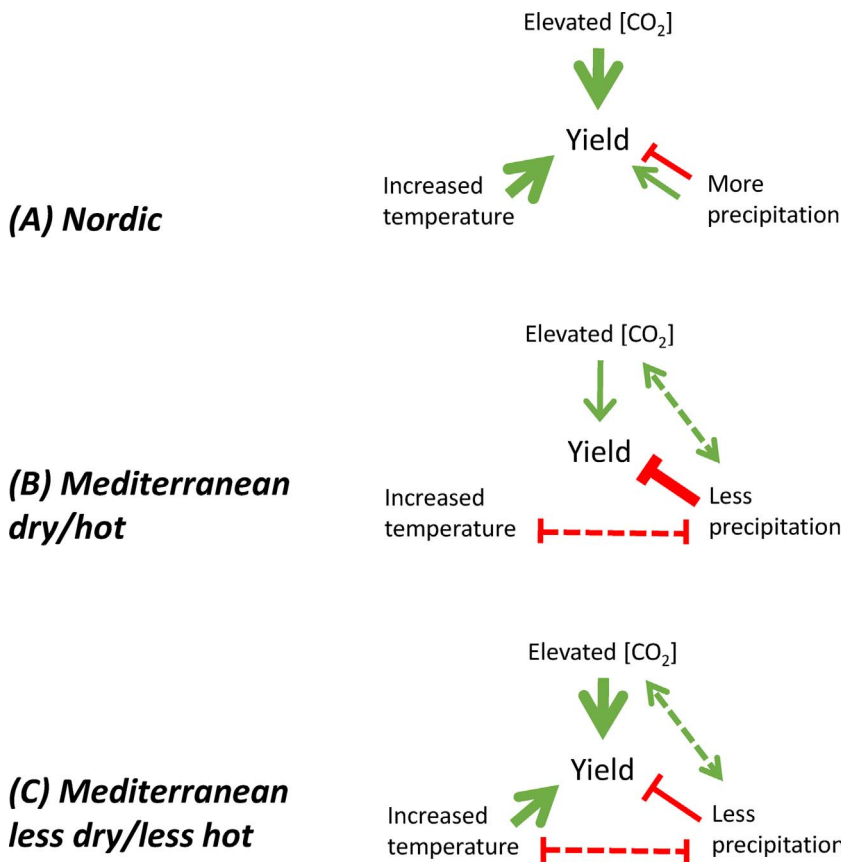 Elevated [CO₂]
Yield
Increased
temperature
More
precipitation
(A) Nordic
Elevated [CO₂]
Yield
(B) Mediterranean
dry/hot
Increased
temperature
Less
precipitation
Elevated [CO₂]
Yield
(C) Mediterranean
less dry/less hot
Increased
temperature
Less
precipitation